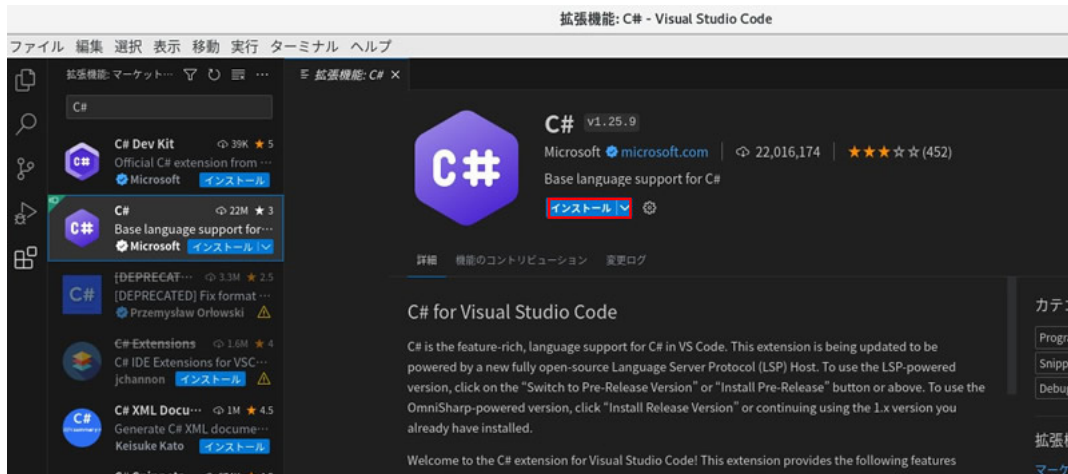 拡張機能: C# - Visual Studio Code
ファイル 編集 選択 表示 移動 実行 ターミナル ヘルプ
拡張機能: マーケット…
C#
C# Dev Kit 39K ★ 5
Official C# extension from …
Microsoft インストール
C# 22M ★ 3
Base language support for…
Microsoft インストール
[DEPRECAT… 3.3M ★ 2.5
[DEPRECATED] Fix format …
Przemysław Orłowski
C# Extensions 1.6M ★ 4
C# IDE Extensions for VSC…
jchannon インストール
C# XML Docu… 1M ★ 4.5
Generate C# XML docume…
Keisuke Kato インストール
拡張機能: C#
C# v1.25.9
Microsoft microsoft.com 22,016,174 ★★★☆☆(452)
Base language support for C#
インストール
詳細 機能のコントリビューション 変更ログ
C# for Visual Studio Code
C# is the feature-rich, language support for C# in VS Code. This extension is being updated to be
powered by a new fully open-source Language Server Protocol (LSP) Host. To use the LSP-powered
version, click on the “Switch to Pre-Release Version” or “Install Pre-Release” button or above. To use the
OmniSharp-powered version, click “Install Release Version” or continuing using the 1.x version you
already have installed.
Welcome to the C# extension for Visual Studio Code! This extension provides the following features
カテ
Progr
Snipp
Debu
拡張
マーケ